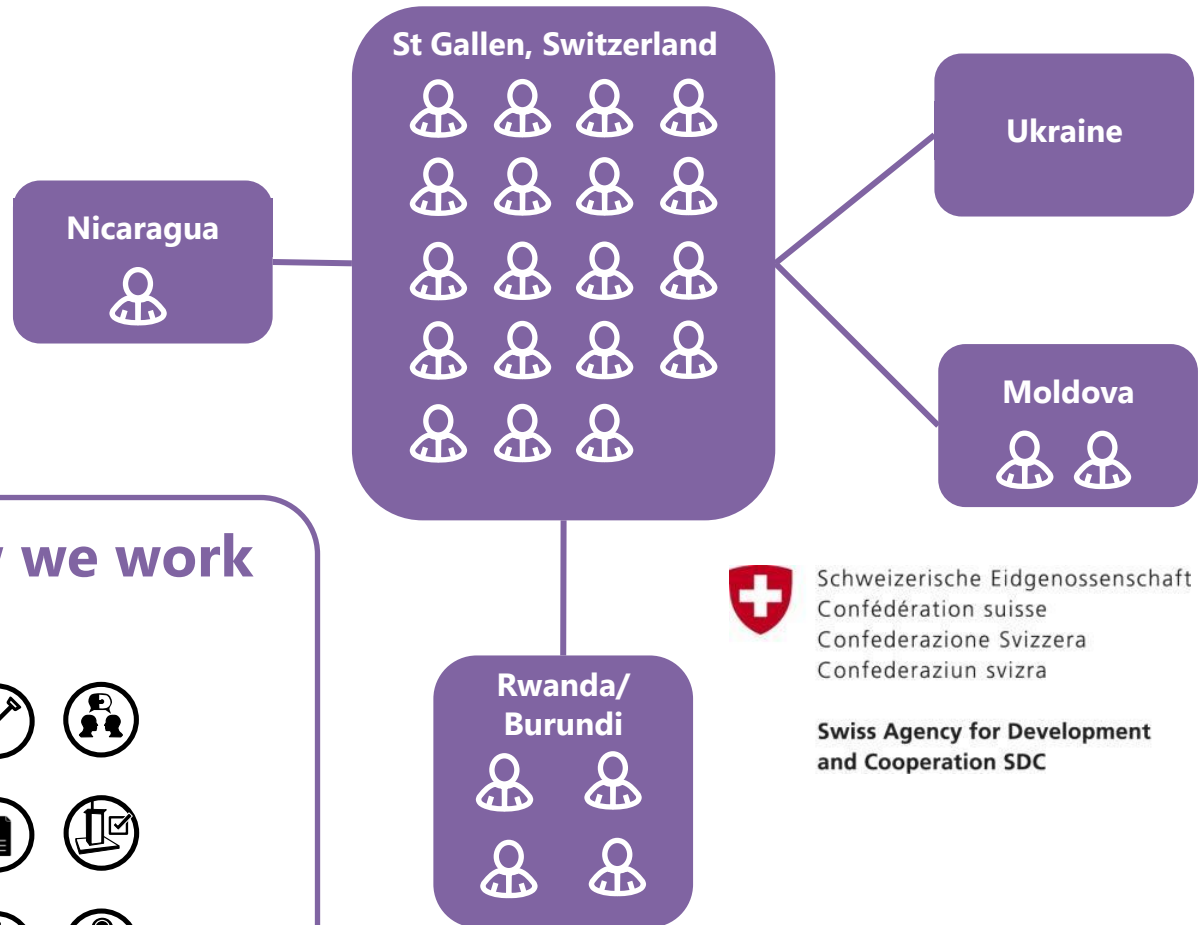 St Gallen, Switzerland
Ukraine
Nicaragua
Moldova
we work
Schweizerische Eidgenossenschaft
Confédération suisse
Confederazione Svizzera
Confederaziun svizra
Swiss Agency for Development
and Cooperation SDC
Rwanda/
Burundi